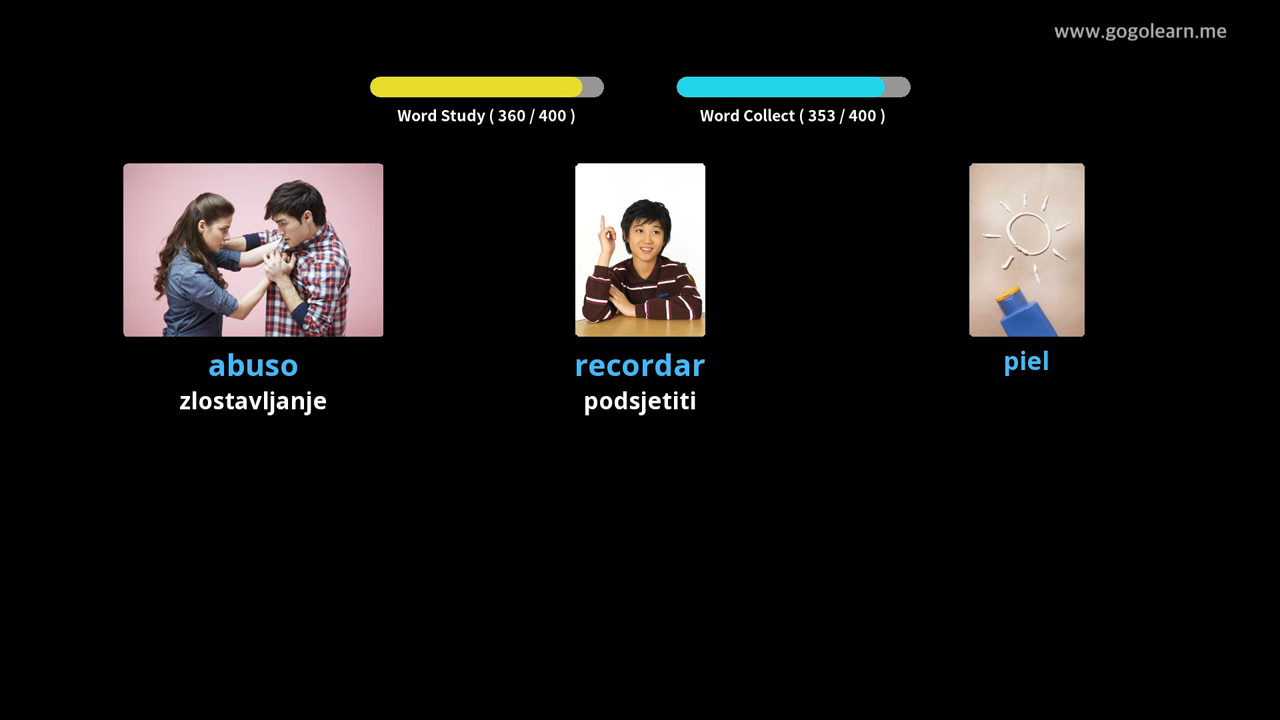 www.gogolearn.me
Word Study ( 360 / 400 )
Word Collect ( 353 / 400 )
abuso
zlostavljanje
recordar
podsjetiti
piel